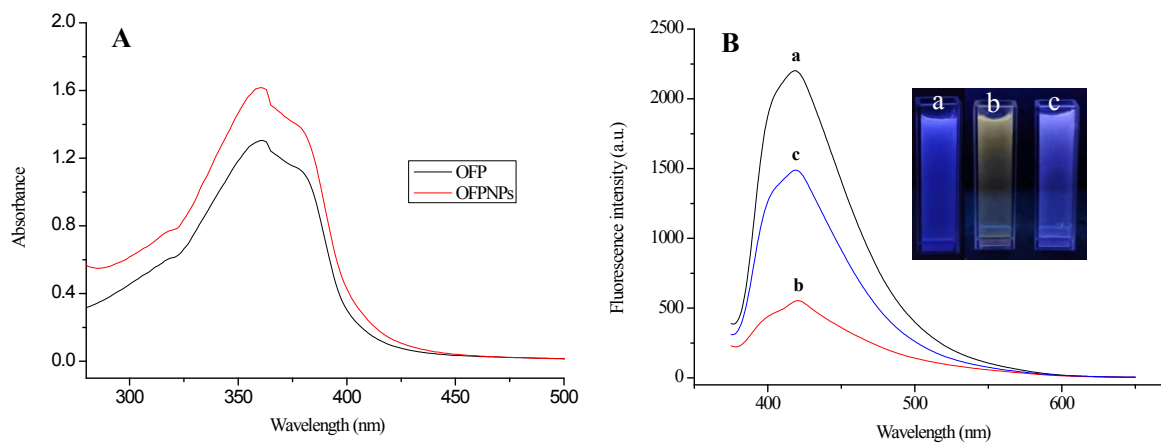 A
2.0
1.6
1.2
0.8
0.4
0.0
Absorbance
OFP
OFPNPs
300
350
400
450
500
Wavelength (nm)
B
2500
2000
1500
1000
500
0
Fluorescence intensity (a.u.)
a
c
b
a
b
c
400
500
600
Wavelength (nm)